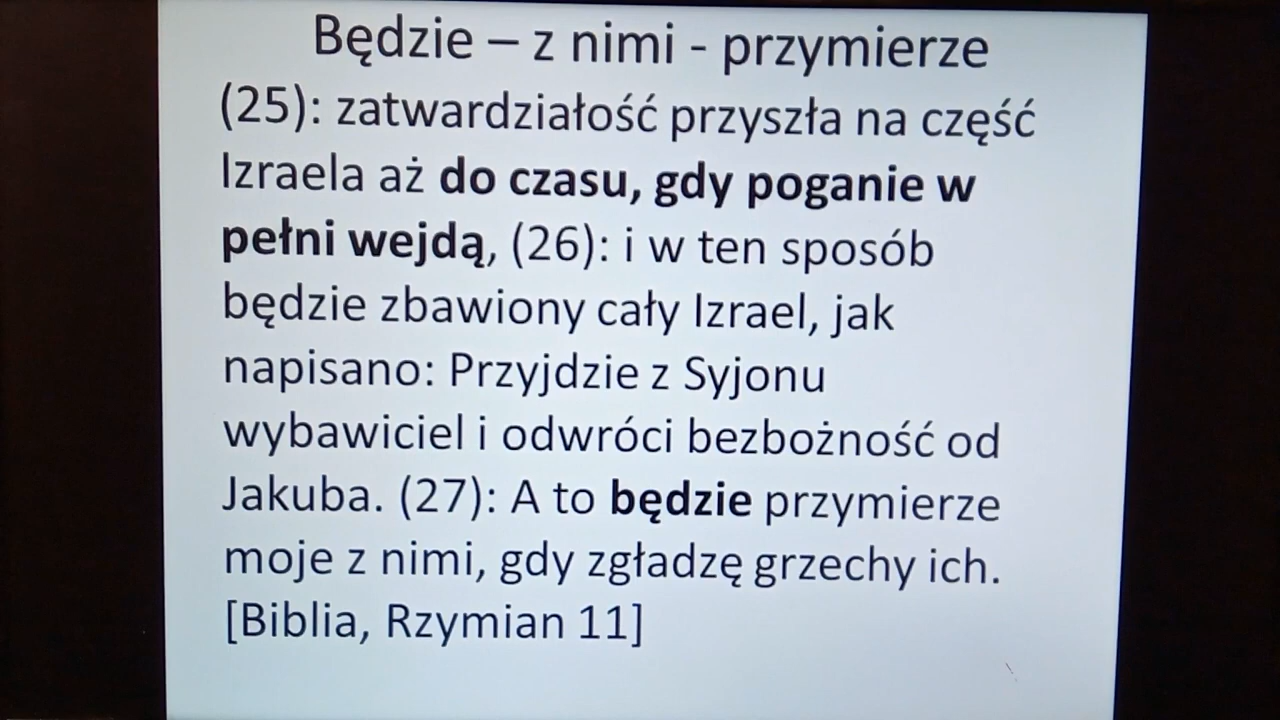 Będzie – z nimi - przymierze
(25): zatwardziałość przyszła na część
Izraela aż do czasu, gdy poganie w
pełni wejdą, (26): i w ten sposób
będzie zbawiony cały Izrael, jak
napisano: Przyjdzie z Syjonu
wybawiciel i odwróci bezbożność od
Jakuba. (27): A to będzie przymierze
moje z nimi, gdy zgładzę grzechy ich.
[Biblia, Rzymian 11]